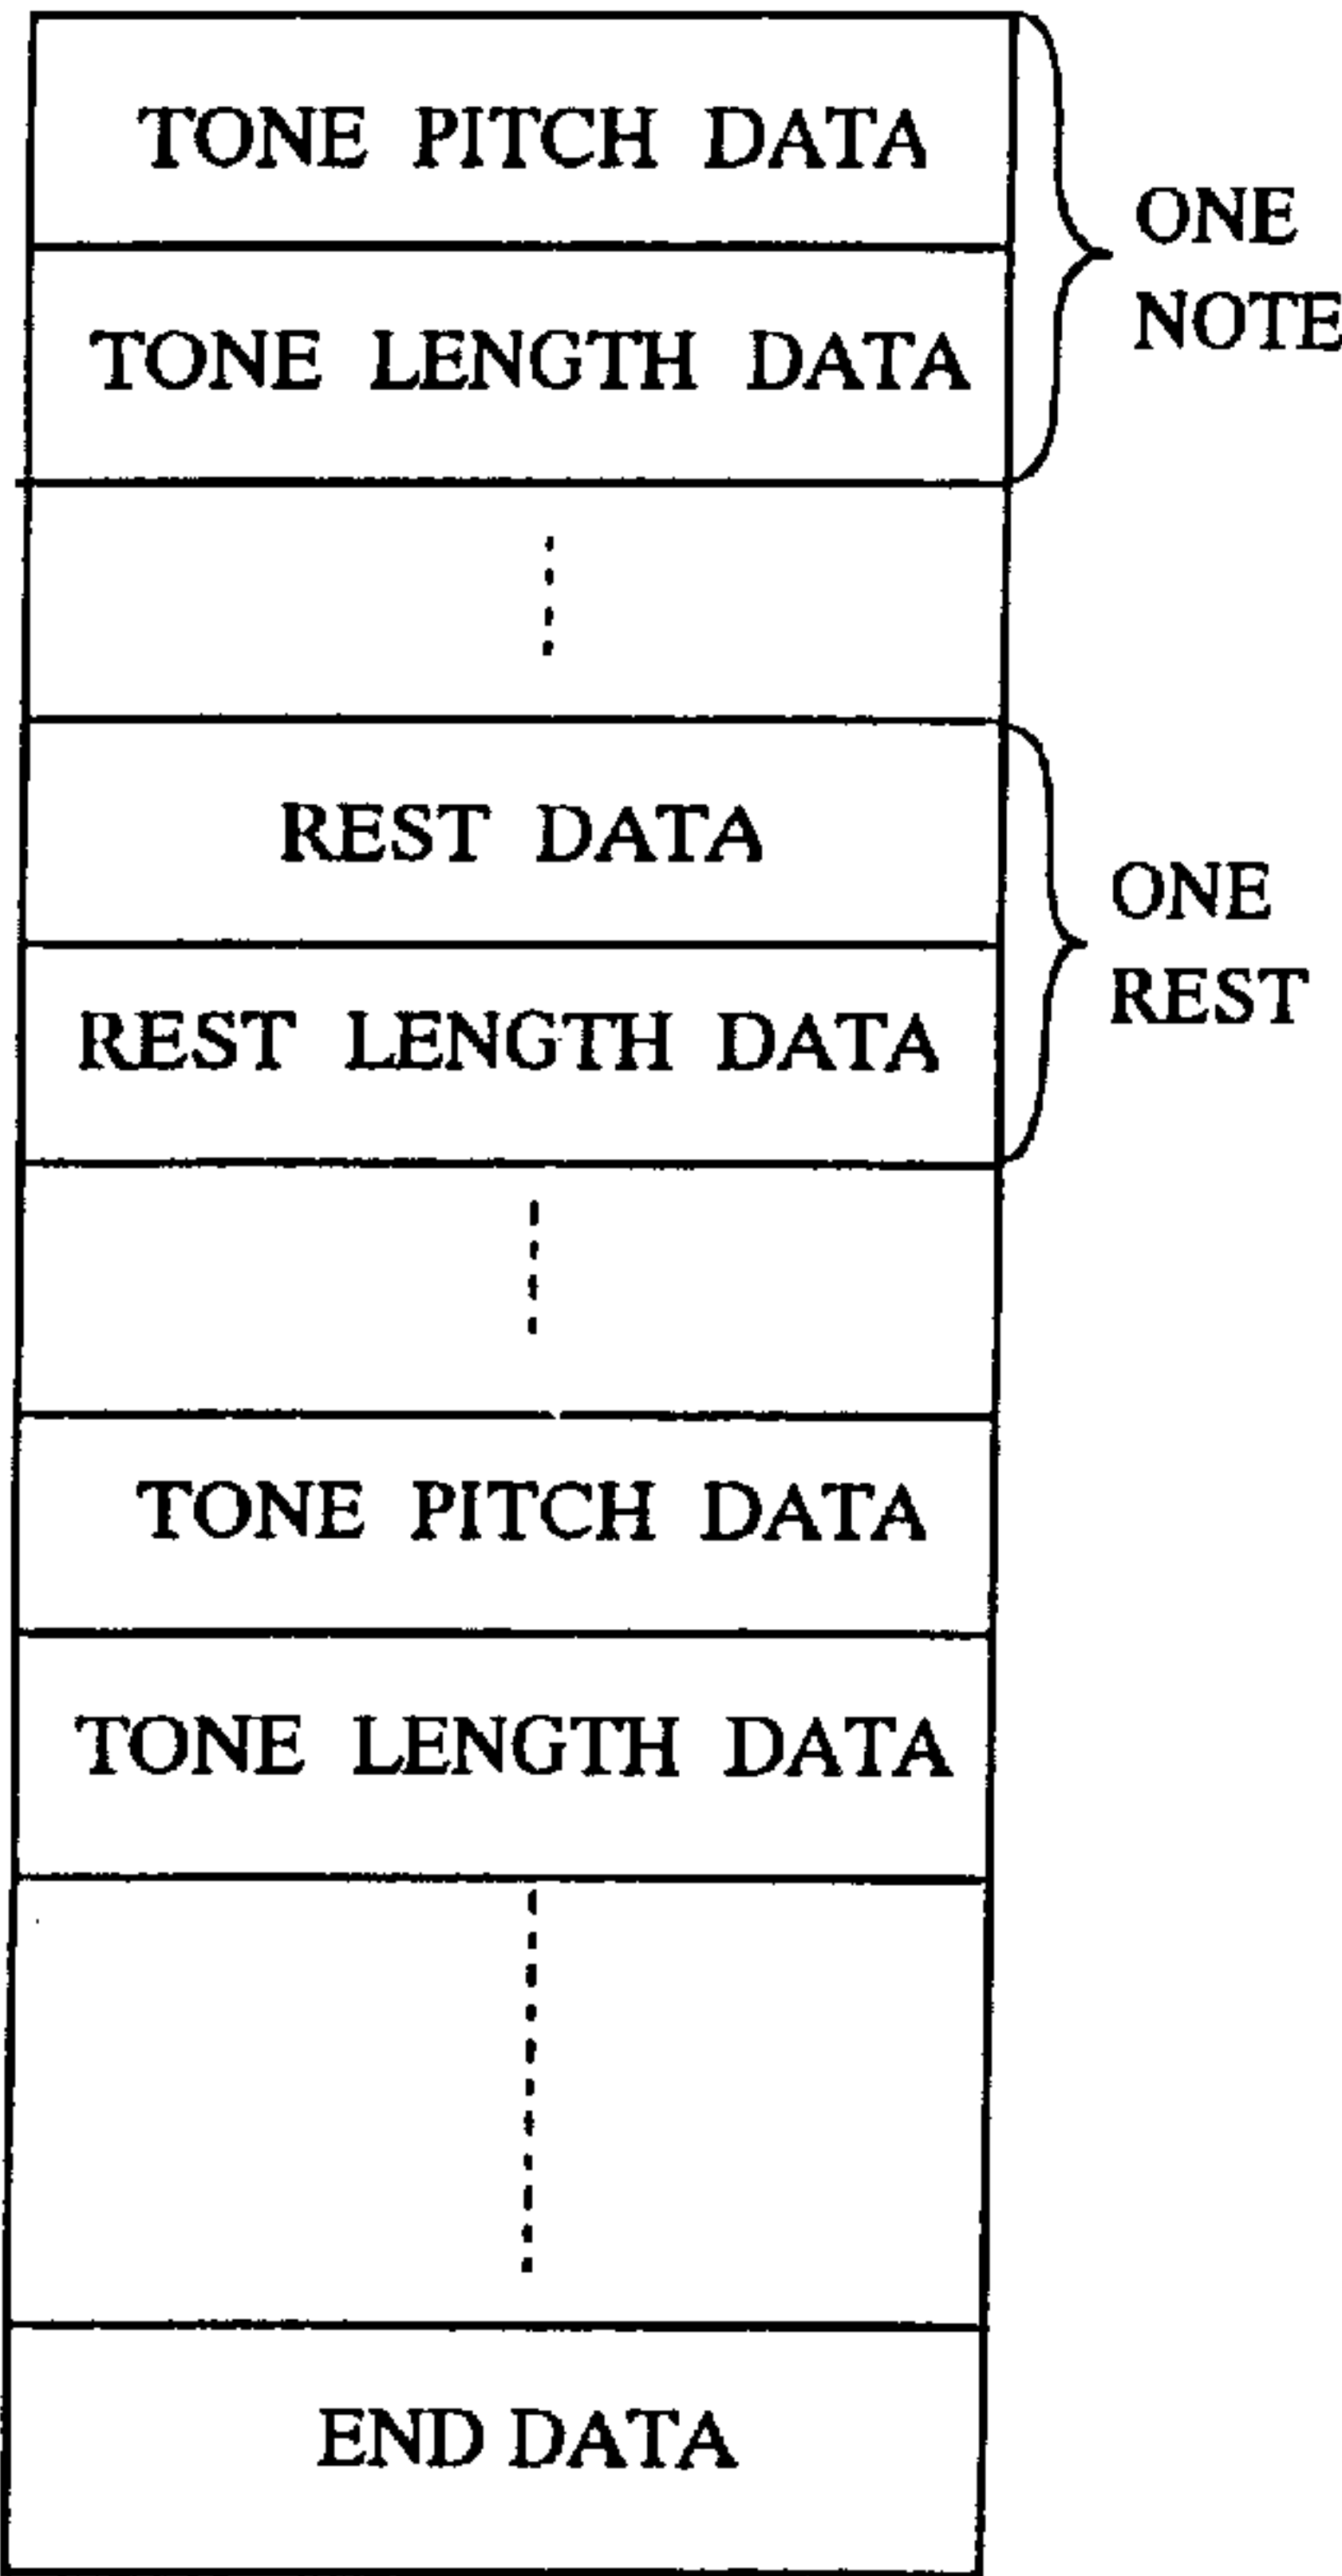 TONE PITCH DATA
TONE LENGTH DATA
ONE
NOTE
REST DATA
REST LENGTH DATA
ONE
REST
TONE PITCH DATA
TONE LENGTH DATA
END DATA